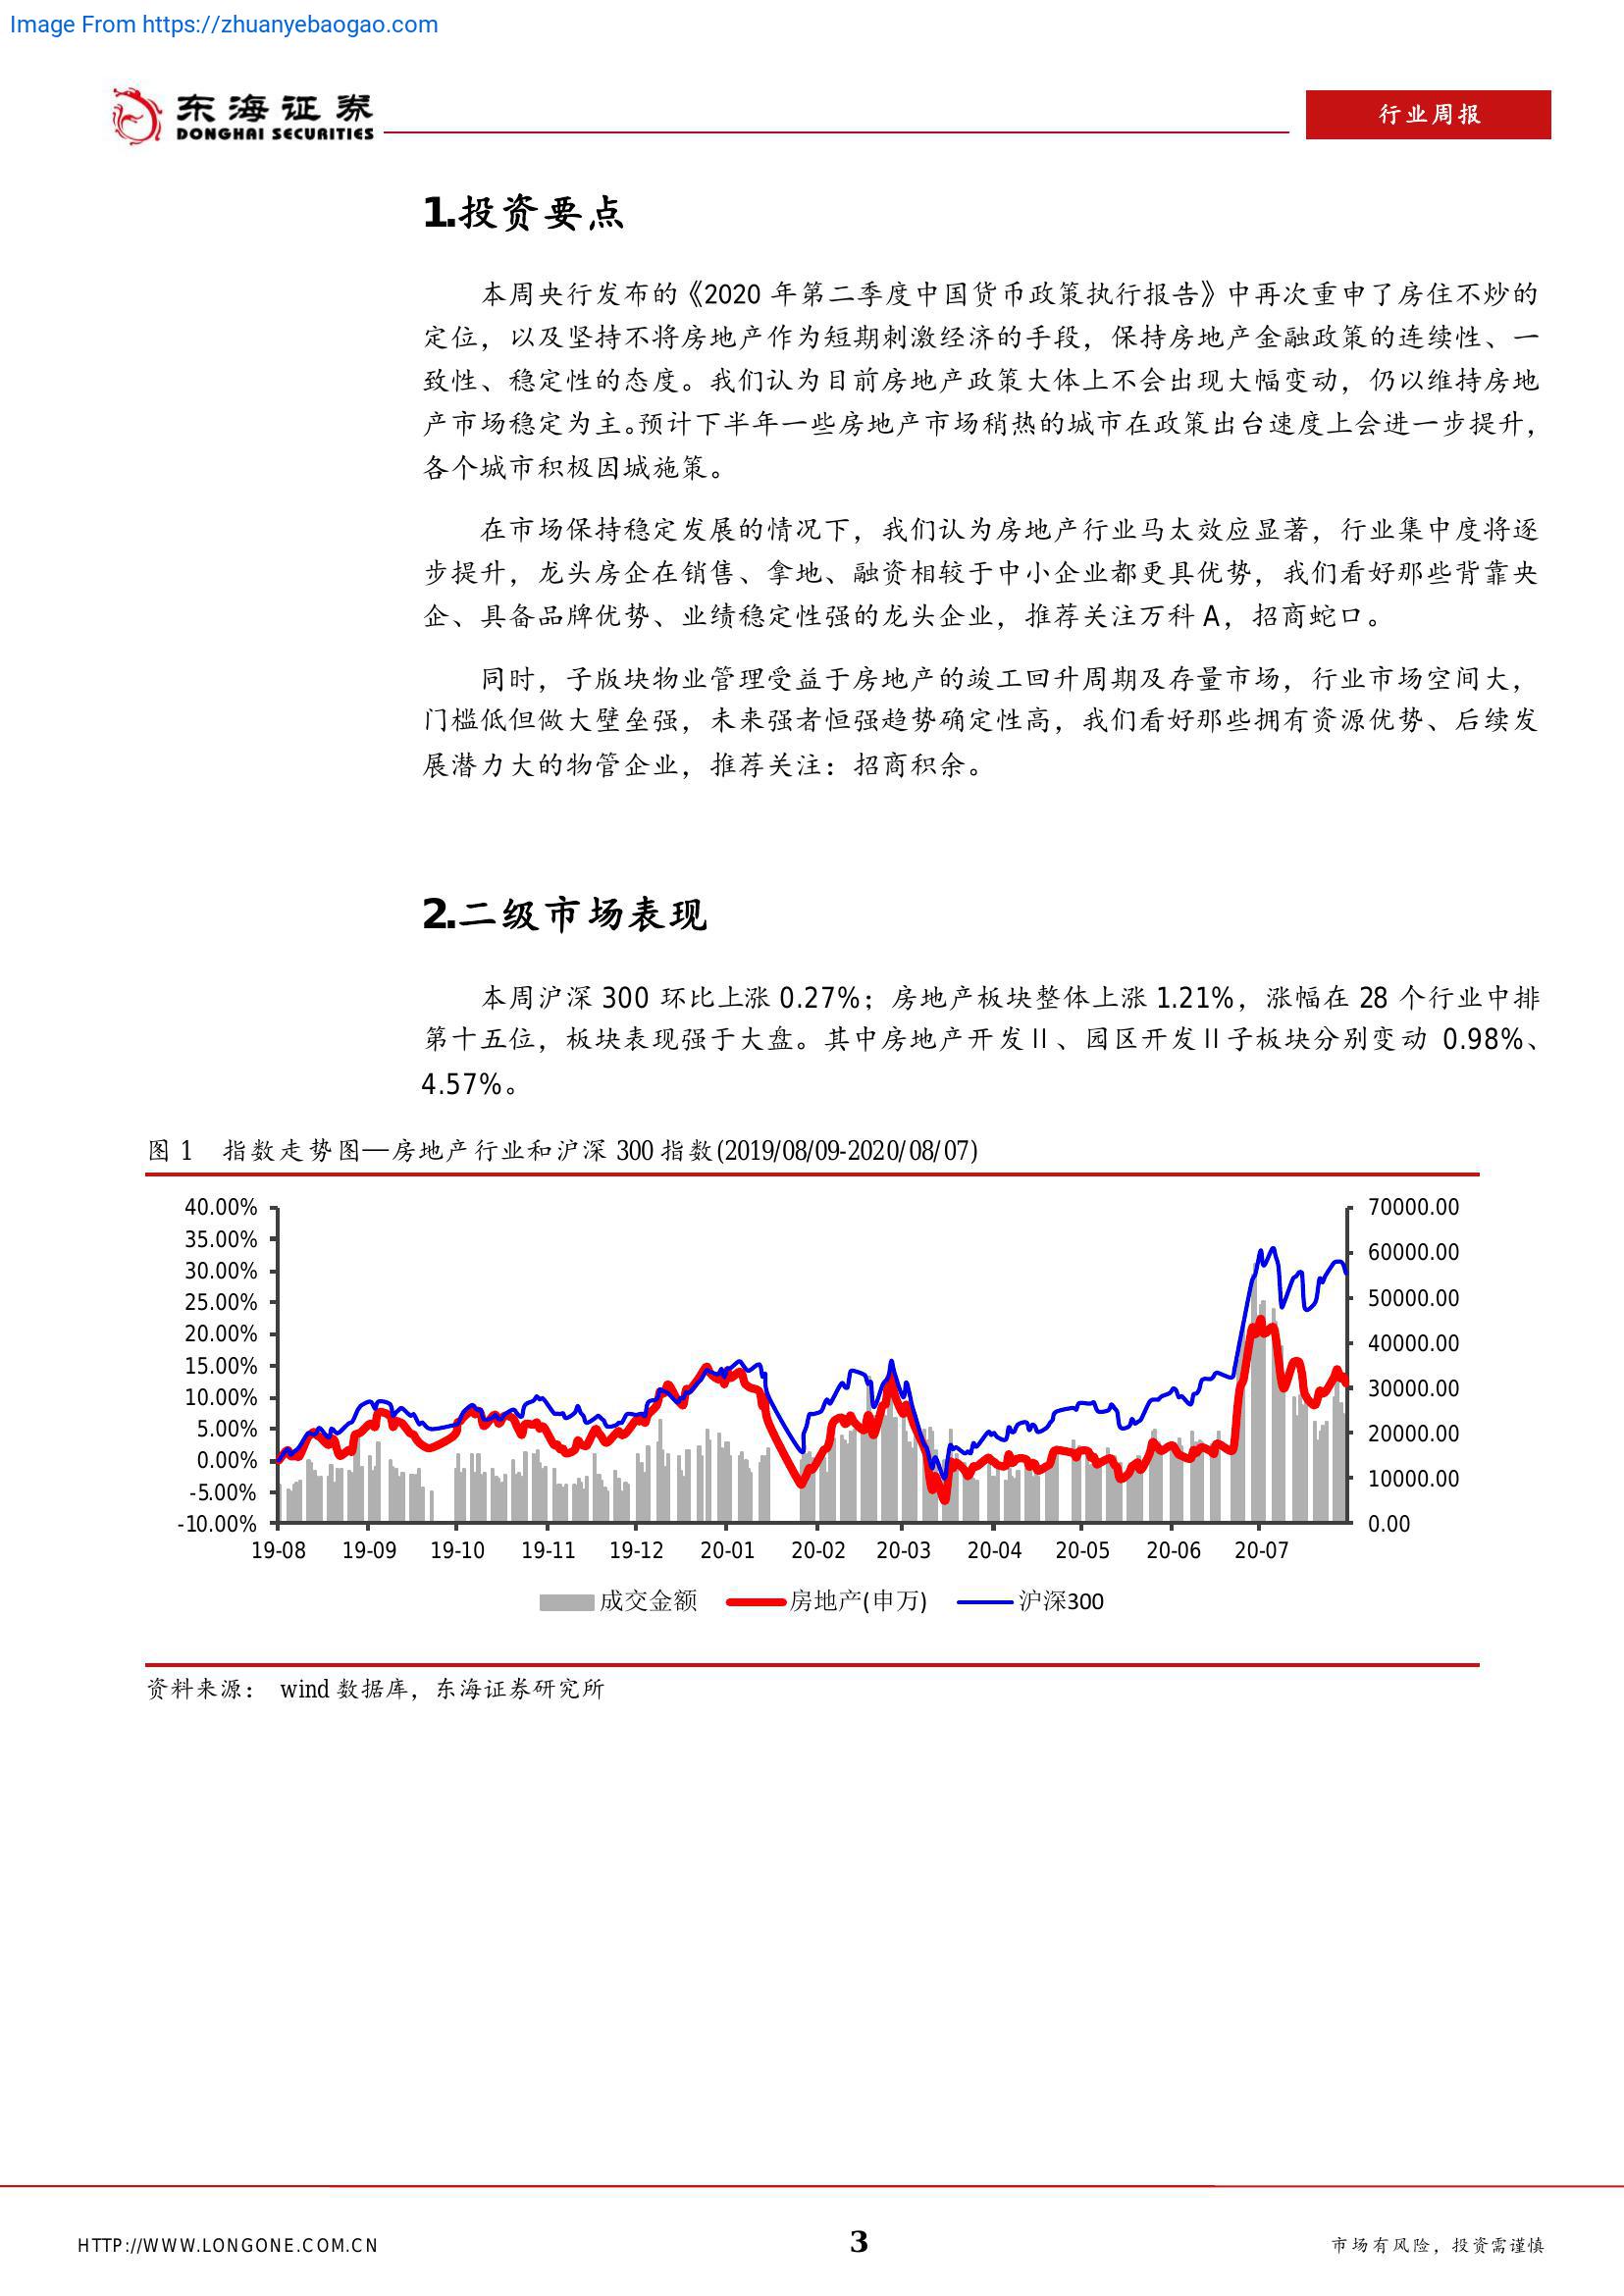 Image From https://zhuanyebaogao.com
东海证券
DONGHAI SECURITIES
行业周报
1.投资要点
本周央行发布的《2020 年第二季度中国货币政策执行报告》中再次重申了房住不炒的
定位，以及坚持不将房地产作为短期刺激经济的手段，保持房地产金融政策的连续性、一
致性、稳定性的态度。我们认为目前房地产政策大体上不会出现大幅变动，仍以维持房地
产市场稳定为主。预计下半年一些房地产市场稍热的城市在政策出台速度上会进一步提升，
各个城市积极因城施策。
在市场保持稳定发展的情况下，我们认为房地产行业马太效应显著，行业集中度将逐
步提升，龙头房企在销售、拿地、融资相较于中小企业都更具优势，我们看好那些背靠央
企、具备品牌优势、业绩稳定性强的龙头企业，推荐关注万科 A，招商蛇口。
同时，子版块物业管理受益于房地产的竣工回升周期及存量市场，行业市场空间大，
门槛低但做大壁垒强，未来强者恒强趋势确定性高，我们看好那些拥有资源优势、后续发
展潜力大的物管企业，推荐关注：招商积余。
2.二级市场表现
本周沪深 300 环比上涨 0.27%；房地产板块整体上涨 1.21%，涨幅在 28 个行业中排
第十五位，板块表现强于大盘。其中房地产开发Ⅱ、园区开发Ⅱ子板块分别变动 0.98%、
4.57%。
图 1 指数走势图—房地产行业和沪深 300 指数(2019/08/09-2020/08/07)
40.00% 70000.00
35.00%
60000.00
30.00%
25.00% 50000.00
20.00% 40000.00
15.00%
30000.00
10.00%
5.00% 20000.00
0.00%
10000.00
-5.00%
-10.00% 0.00
19-08 19-09 19-10 19-11 19-12 20-01 20-02 20-03 20-04 20-05 20-06 20-07
成交金额 房地产(申万) 沪深300
资料来源： wind 数据库，东海证券研究所
HTTP://WWW.LONGONE.COM.CN 3 市场有风险，投资需谨慎